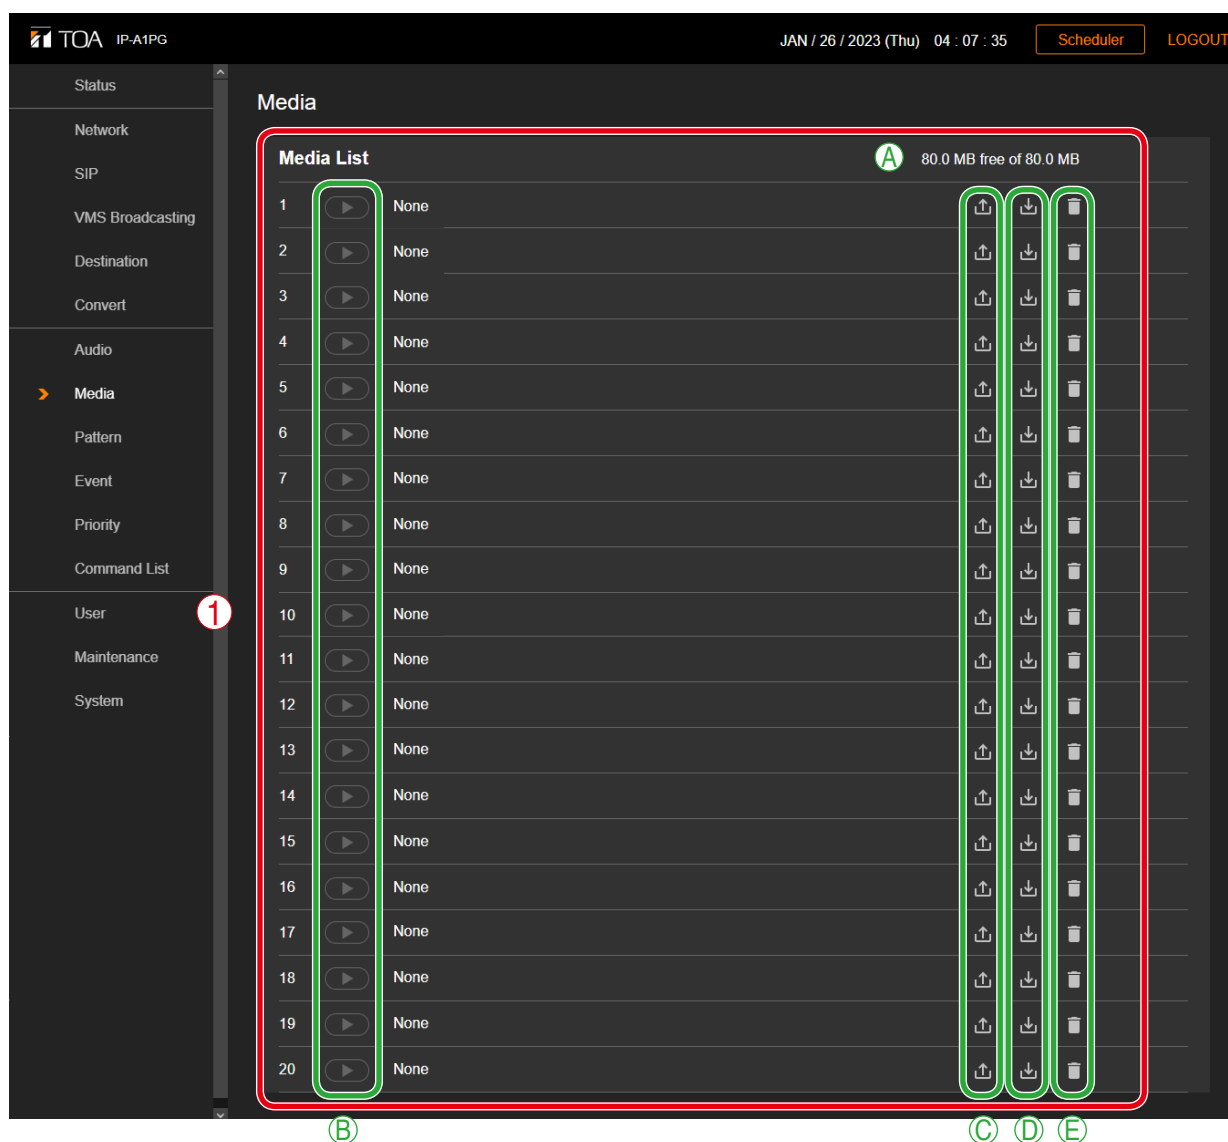 TOA IP-A1PG JAN / 26 / 2023 (Thu) 04 : 07 : 35 Scheduler LOGOUT
Status
Network
SIP
VMS Broadcasting
Destination
Convert
Audio
Media
Pattern
Event
Priority
Command List
User
Maintenance
System
1
Media
Media List A 80.0 MB free of 80.0 MB
1 None
2 None
3 None
4 None
5 None
6 None
7 None
8 None
9 None
10 None
11 None
12 None
13 None
14 None
15 None
16 None
17 None
18 None
19 None
20 None
B C D E